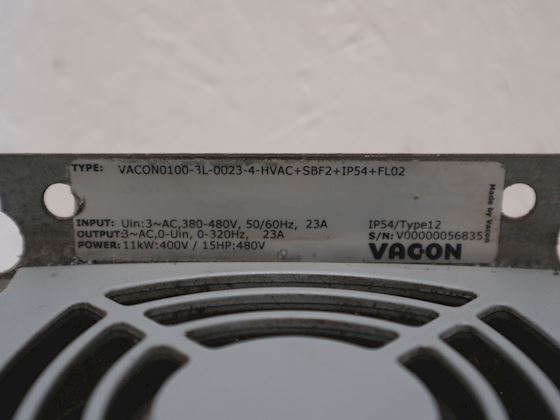 TYPE: VACON0100-3L-0023-4-HVAC+SBF2+IP54+FL02
INPUT: Uin:3~AC,380-480V, 50/60Hz, 23A
OUTPUT:3~AC,0-Uin, 0-320Hz, 23A
POWER:11kW:400V / 15HP:480V
IP54/Type12
S/N:V00000056835
VACON
Made by Vacon